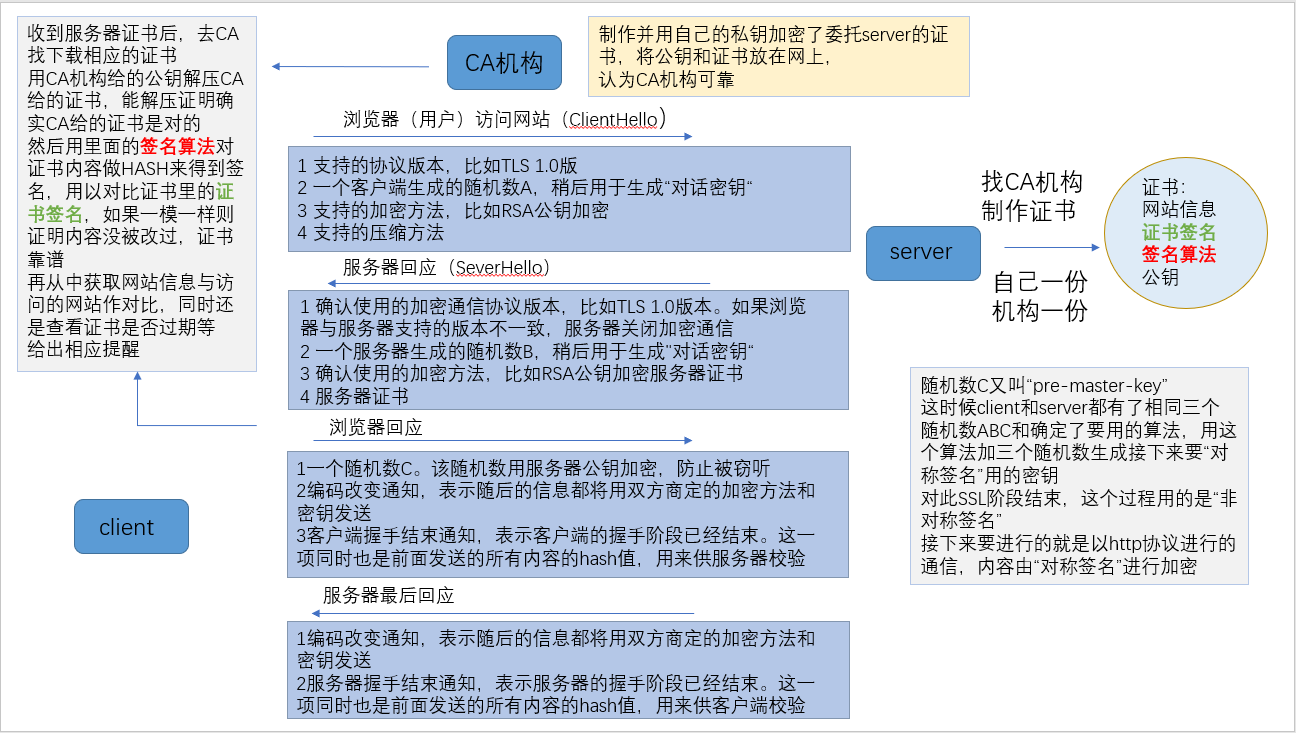 收到服务器证书后，去CA
找下载相应的证书
用CA机构给的公钥解压CA
给的证书，能解压证明确
实CA给的证书是对的
然后用里面的签名算法对
证书内容做HASH来得到签
名，用以对比证书里的证
书签名，如果一模一样则
证明内容没被改过，证书
靠谱
再从中获取网站信息与访
问的网站作对比，同时还
是查看证书是否过期等
给出相应提醒
CA机构
制作并用自己的私钥加密了委托server的证
书，将公钥和证书放在网上，
认为CA机构可靠
浏览器（用户）访问网站（ClientHello）
1 支持的协议版本，比如TLS 1.0版
2 一个客户端生成的随机数A，稍后用于生成“对话密钥“
3 支持的加密方法，比如RSA公钥加密
4 支持的压缩方法
服务器回应（SeverHello）
1 确认使用的加密通信协议版本，比如TLS 1.0版本。如果浏览
器与服务器支持的版本不一致，服务器关闭加密通信
2 一个服务器生成的随机数B，稍后用于生成"对话密钥“
3 确认使用的加密方法，比如RSA公钥加密服务器证书
4 服务器证书
浏览器回应
1一个随机数C。该随机数用服务器公钥加密，防止被窃听
2编码改变通知，表示随后的信息都将用双方商定的加密方法和
密钥发送
3客户端握手结束通知，表示客户端的握手阶段已经结束。这一
项同时也是前面发送的所有内容的hash值，用来供服务器校验
服务器最后回应
1编码改变通知，表示随后的信息都将用双方商定的加密方法和
密钥发送
2服务器握手结束通知，表示服务器的握手阶段已经结束。这一
项同时也是前面发送的所有内容的hash值，用来供客户端校验
client
server
找CA机构
制作证书
自己一份
机构一份
证书：
网站信息
证书签名
签名算法
公钥
随机数C又叫“pre-master-key”
这时候client和server都有了相同三个
随机数ABC和确定了要用的算法，用这
个算法加三个随机数生成接下来要“对
称签名”用的密钥
对此SSL阶段结束，这个过程用的是“非
对称签名”
接下来要进行的就是以http协议进行的
通信，内容由“对称签名”进行加密